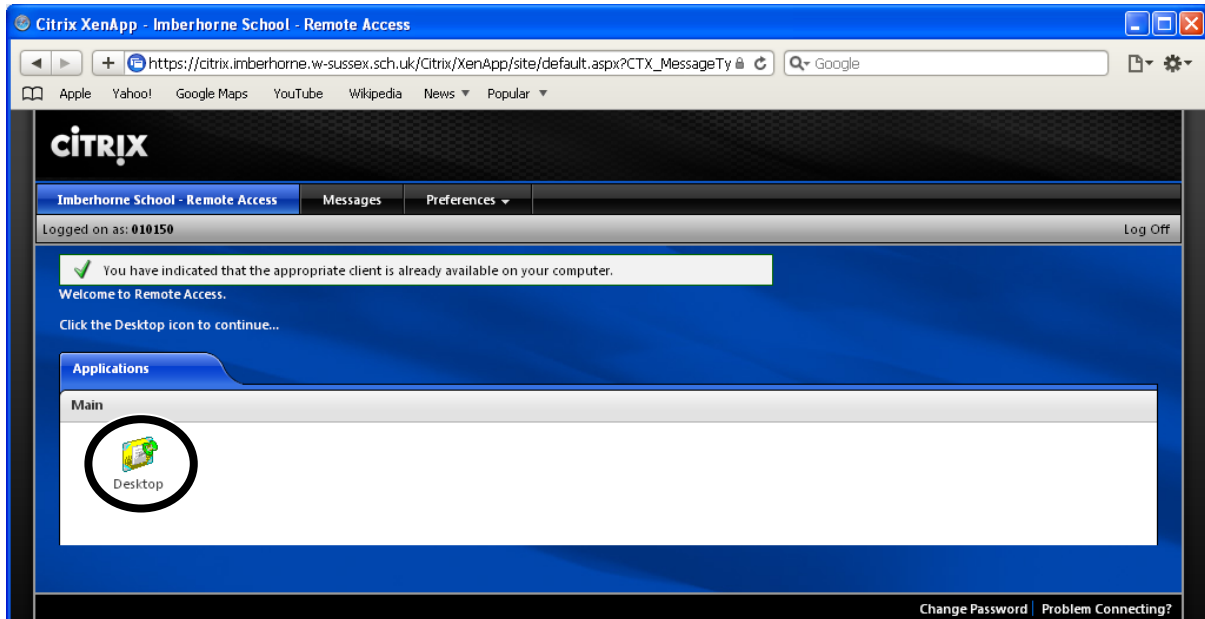 Citrix XenApp - Imberhorne School - Remote Access
https://citrix.imberhorne.w-sussex.sch.uk/Citrix/XenApp/site/default.aspx?CTX_MessageTy Google
Apple Yahoo! Google Maps YouTube Wikipedia News Popular
CITRIX
Imberhorne School - Remote Access Messages Preferences
Logged on as: 010150 Log Off
You have indicated that the appropriate client is already available on your computer.
Welcome to Remote Access.
Click the Desktop icon to continue...
Applications
Main
Desktop
Change Password Problem Connecting?